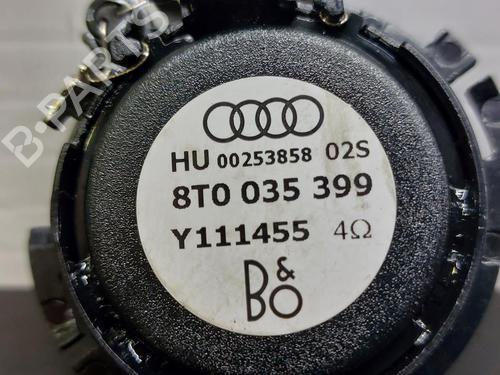 B-PARTS
HU 00253858 02S
8T0 035 399
Y111455 4Ω
B&O